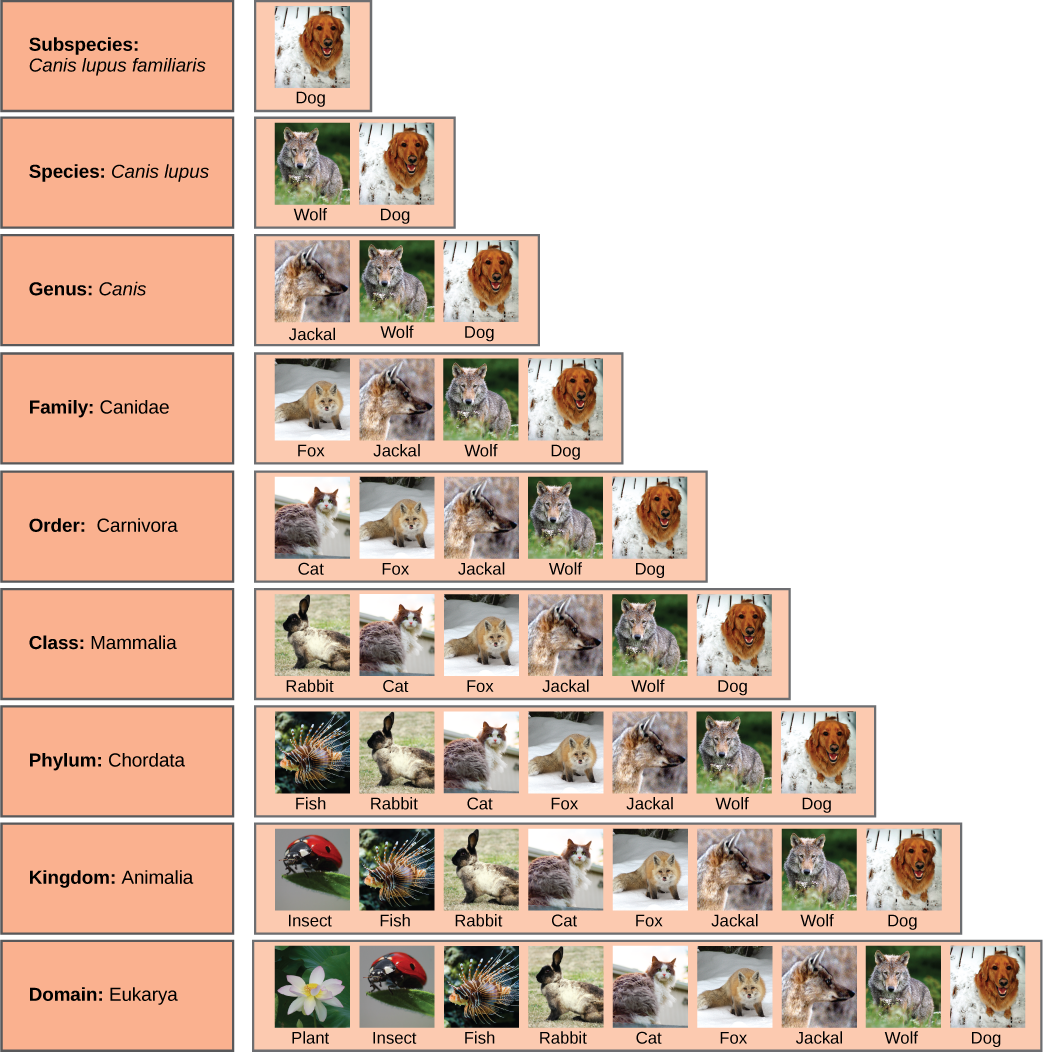 Subspecies:
Canis lupus familiaris
Dog
Species: Canis lupus
Wolf Dog
Genus: Canis
Jackal Wolf Dog
Family: Canidae
Fox Jackal Wolf Dog
Order: Carnivora
Cat Fox Jackal Wolf Dog
Class: Mammalia
Rabbit Cat Fox Jackal Wolf Dog
Phylum: Chordata
Fish Rabbit Cat Fox Jackal Wolf Dog
Kingdom: Animalia
Insect Fish Rabbit Cat Fox Jackal Wolf Dog
Domain: Eukarya
Plant Insect Fish Rabbit Cat Fox Jackal Wolf Dog